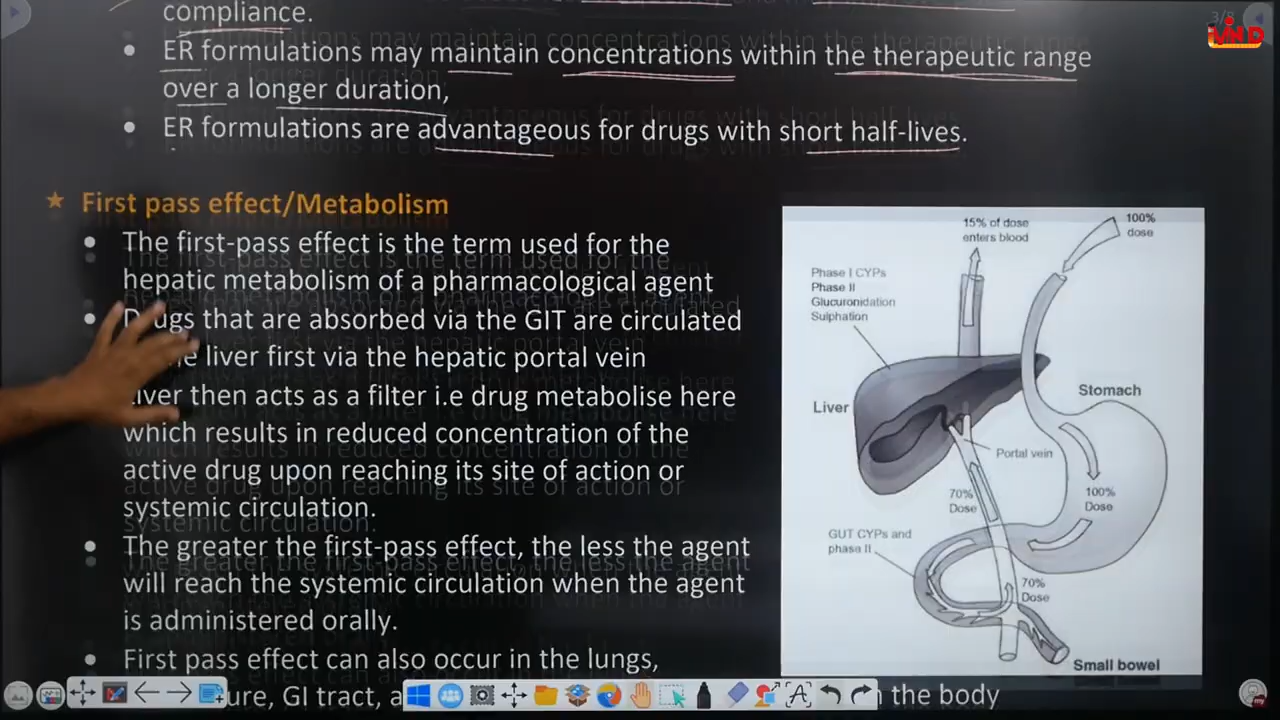 compliance.
3/8
IVIND
ER formulations may maintain concentrations within the therapeutic range
over a longer duration,
ER formulations are advantageous for drugs with short half-lives.
First pass effect/Metabolism
The first-pass effect is the term used for the
hepatic metabolism of a pharmacological agent
Drugs that are absorbed via the GIT are circulated
liver first via the hepatic portal vein
liver then acts as a filter i.e drug metabolise here
which results in reduced concentration of the
active drug upon reaching its site of action or
systemic circulation.
The greater the first-pass effect, the less the agent
will reach the systemic circulation when the agent
is administered orally.
First pass effect can also occur in the lungs,
GI tract,
the body
15% of dose
enters blood
100%
dose
Phase I CYPs
Phase II
Glucuronidation
Sulphation
Liver
Stomach
Portal vein
70%
Dose
100%
Dose
GUT CYPs and
phase II
70%
Dose
Small bowel